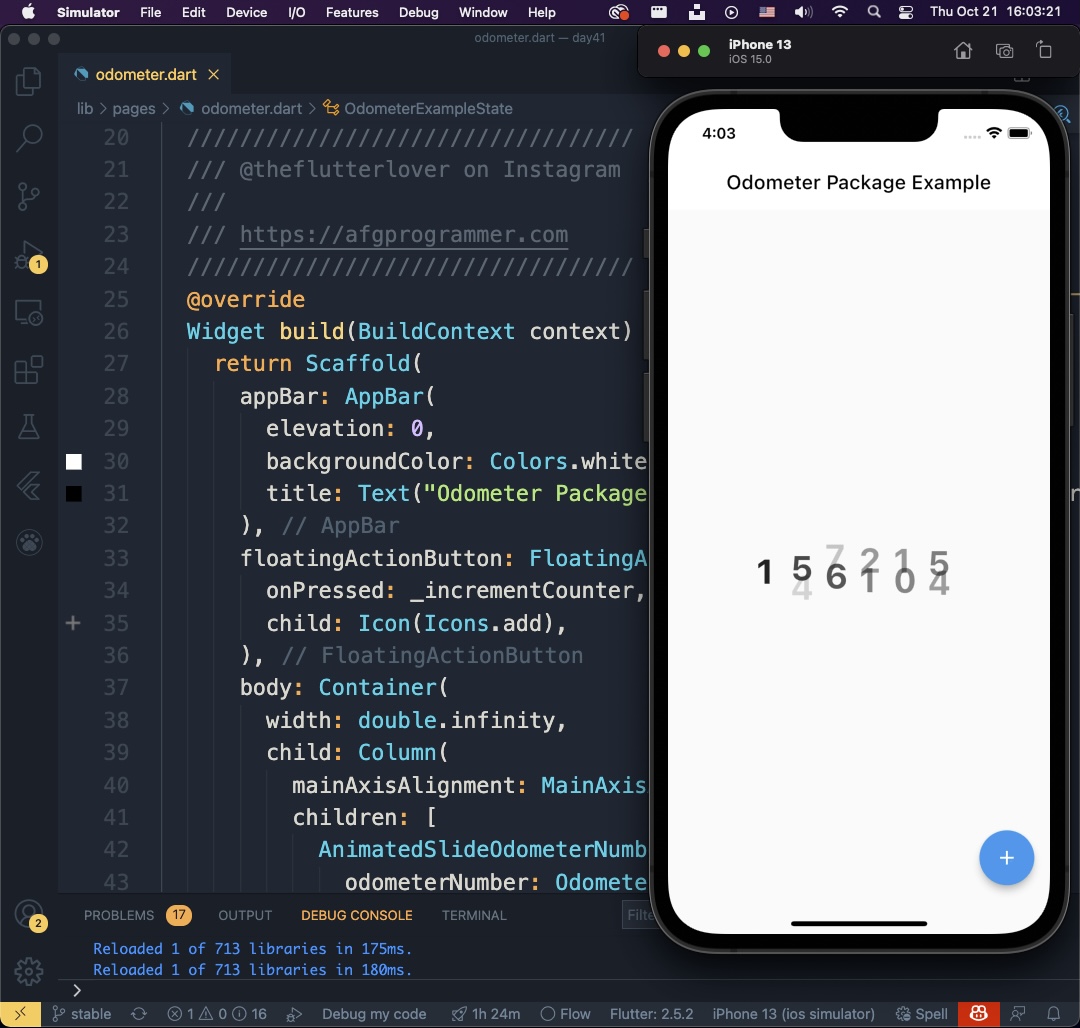 Simulator File Edit Device I/O Features Debug Window Help Thu Oct 21 16:03:21
odometer.dart — day41
iPhone 13
iOS 15.0
odometer.dart
lib > pages > odometer.dart > OdometerExampleState
20 //////////////////////////////////
21 /// @theflutterlover on Instagram
22 ///
23 /// https://afgprogrammer.com
24 //////////////////////////////////
25 @override
26 Widget build(BuildContext context)
27 return Scaffold(
28 appBar: AppBar(
29 elevation: 0,
30 backgroundColor: Colors.white
31 title: Text("Odometer Package
32 ), // AppBar
33 floatingActionButton: FloatingA
34 onPressed: _incrementCounter,
35 child: Icon(Icons.add),
36 ), // FloatingActionButton
37 body: Container(
38 width: double.infinity,
39 child: Column(
40 mainAxisAlignment: MainAxis
41 children: [
42 AnimatedSlideOdometerNumb
43 odometerNumber: Odomete
1
2
4:03
Odometer Package Example
7 2 1 5
1 5 6 1 0 4
4
+
PROBLEMS 17 OUTPUT DEBUG CONSOLE TERMINAL Filte
Reloaded 1 of 713 libraries in 175ms.
Reloaded 1 of 713 libraries in 180ms.
>
stable 1 0 16 Debug my code 1h 24m Flow Flutter: 2.5.2 iPhone 13 (ios simulator) Spell